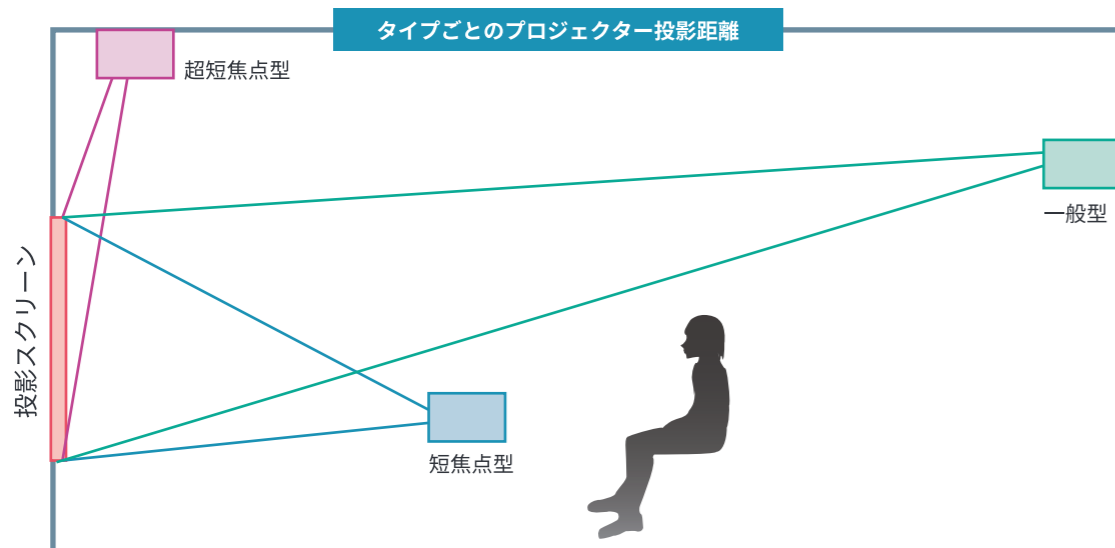 タイプごとのプロジェクター投影距離
超短焦点型
一般型
投影スクリーン
短焦点型